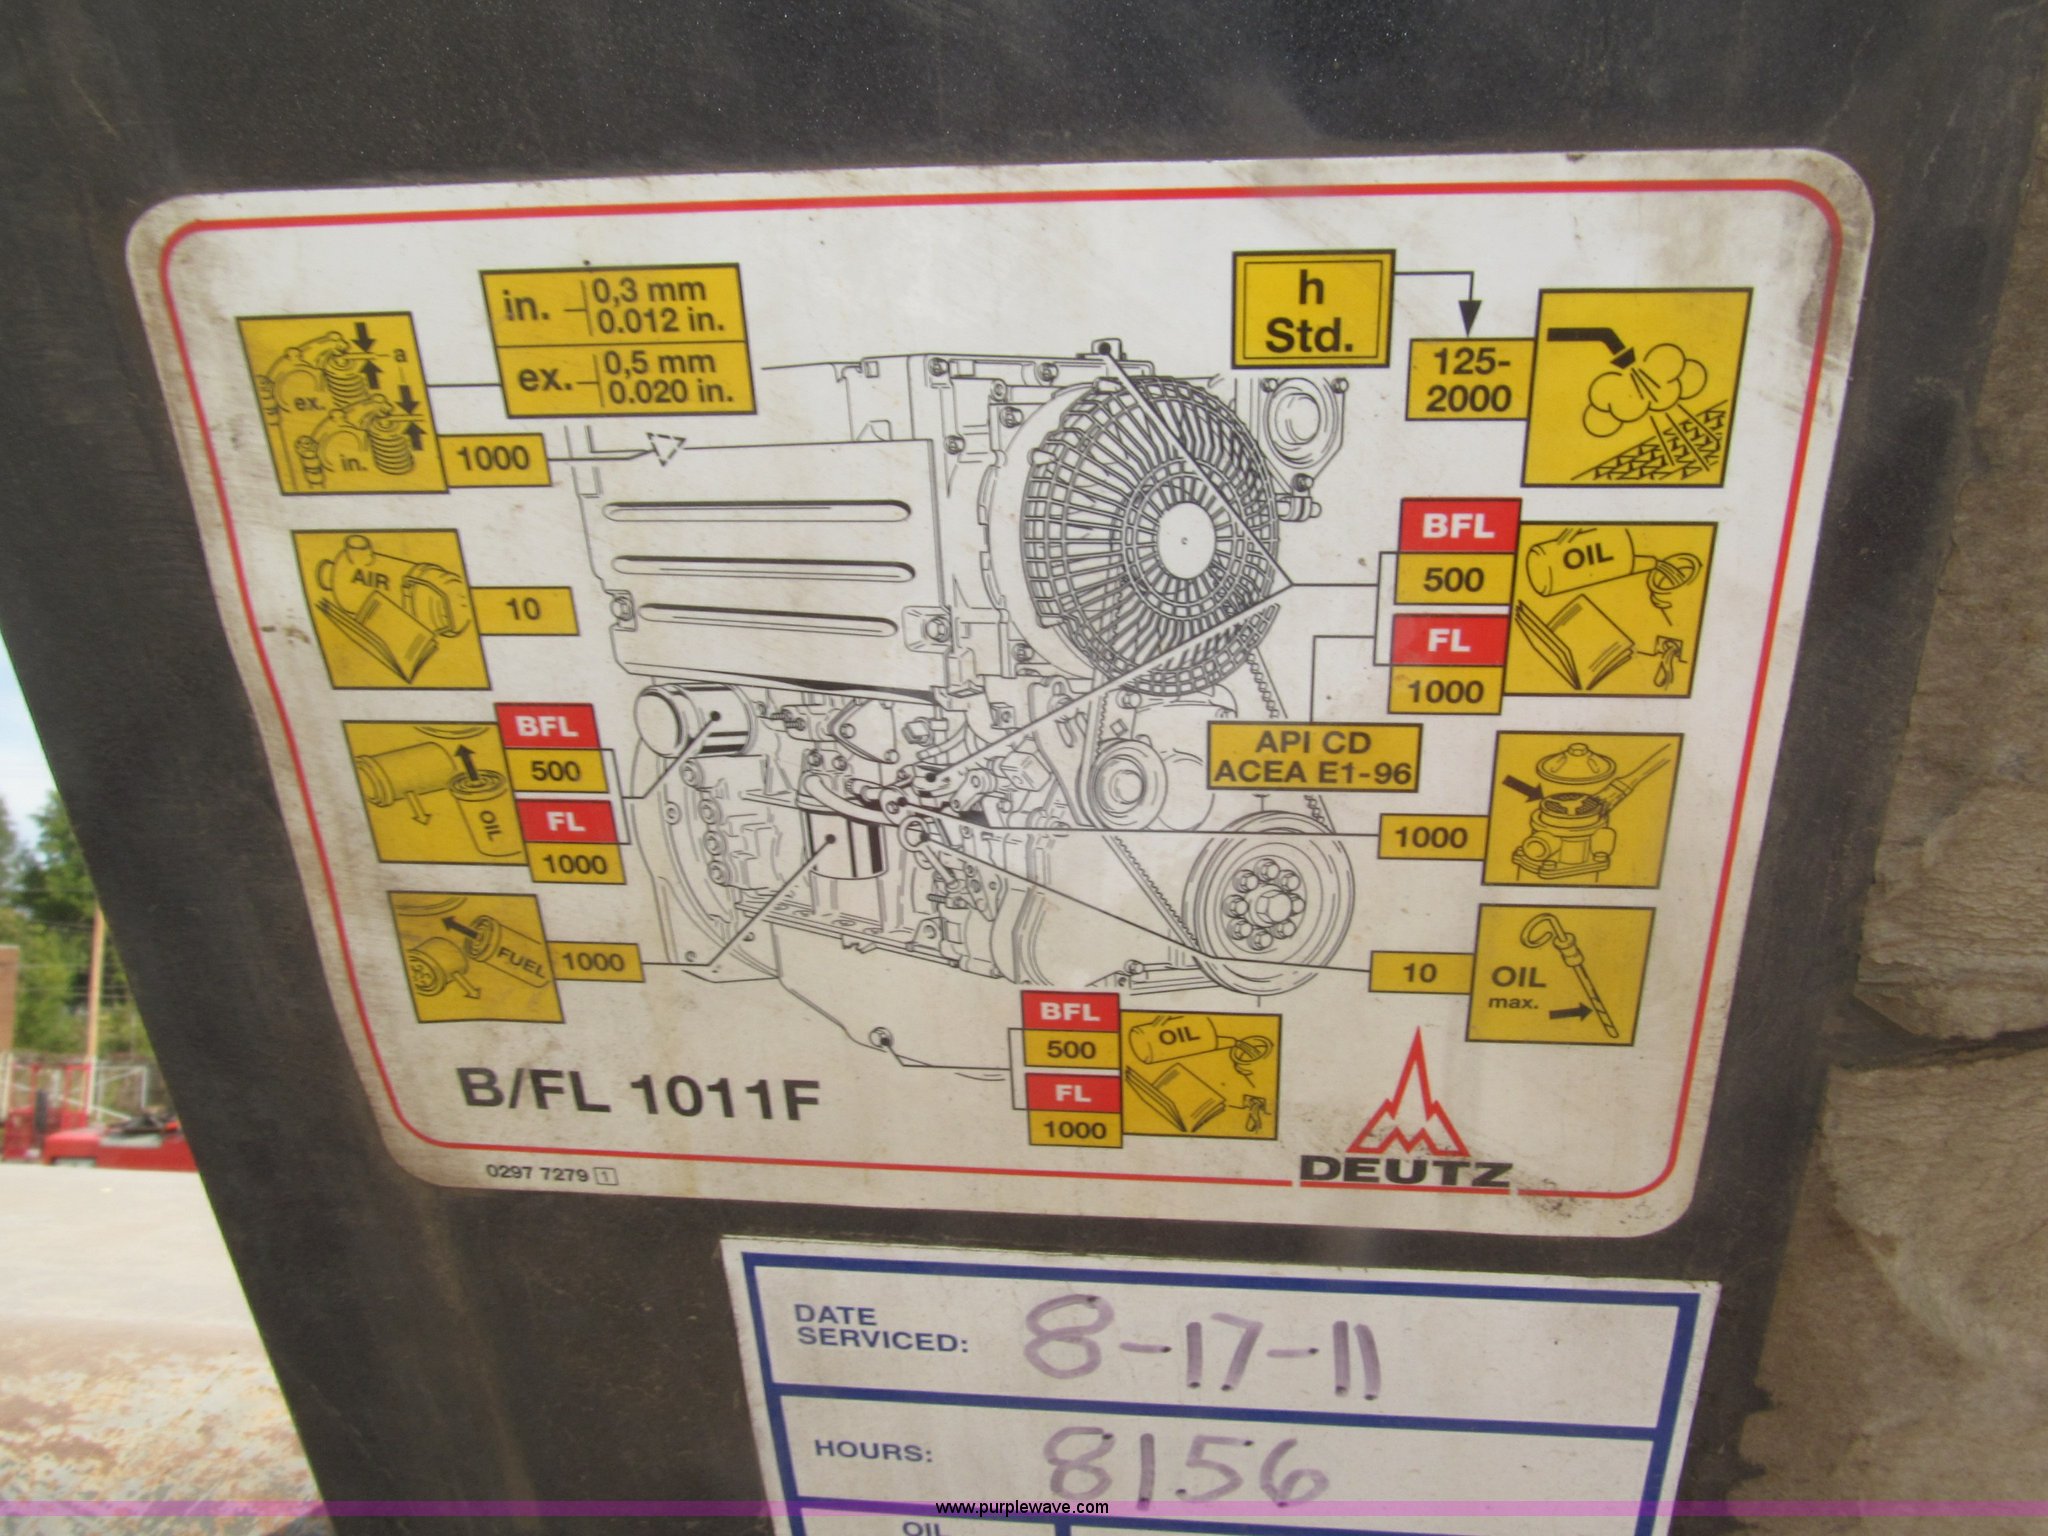 in. 0,3 mm
0.012 in.
ex. 0,5 mm
0.020 in.
a
ex.
in.
1000
h
Std.
125-
2000
AIR
10
BFL
500
FL
1000
OIL
API CD
ACEA E1-96
BFL
500
FL
1000
OIL
1000
FUEL
1000
10
OIL
max.
BFL
500
FL
1000
OIL
B/FL 1011F
DEUTZ
0297 7279 1
DATE
SERVICED: 8-17-11
HOURS: 8156
www.purplewave.com
OIL